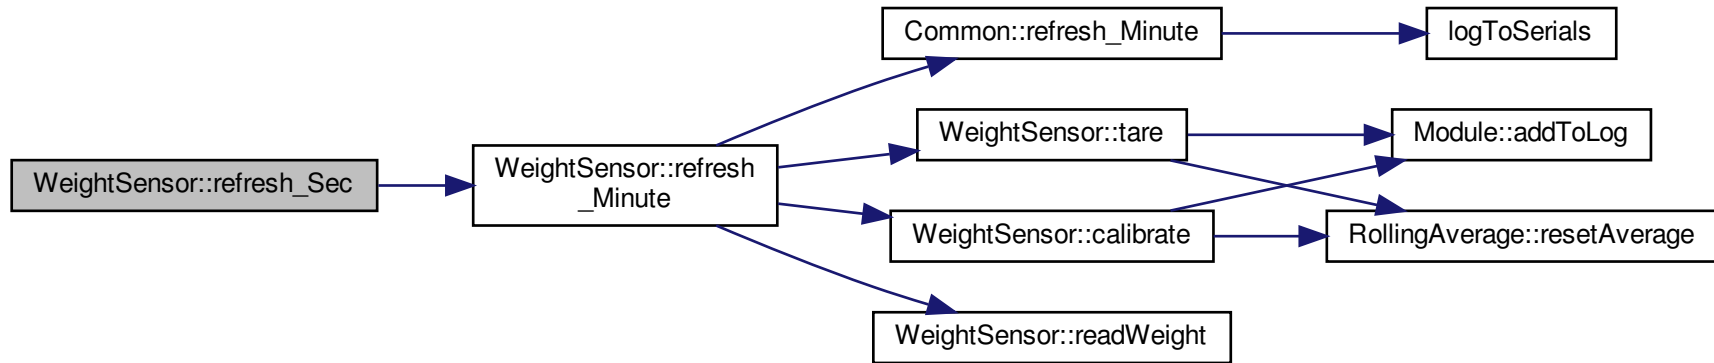 WeightSensor::refresh_Sec
WeightSensor::refresh
_Minute
Common::refresh_Minute
logToSerials
WeightSensor::tare
Module::addToLog
WeightSensor::calibrate
RollingAverage::resetAverage
WeightSensor::readWeight